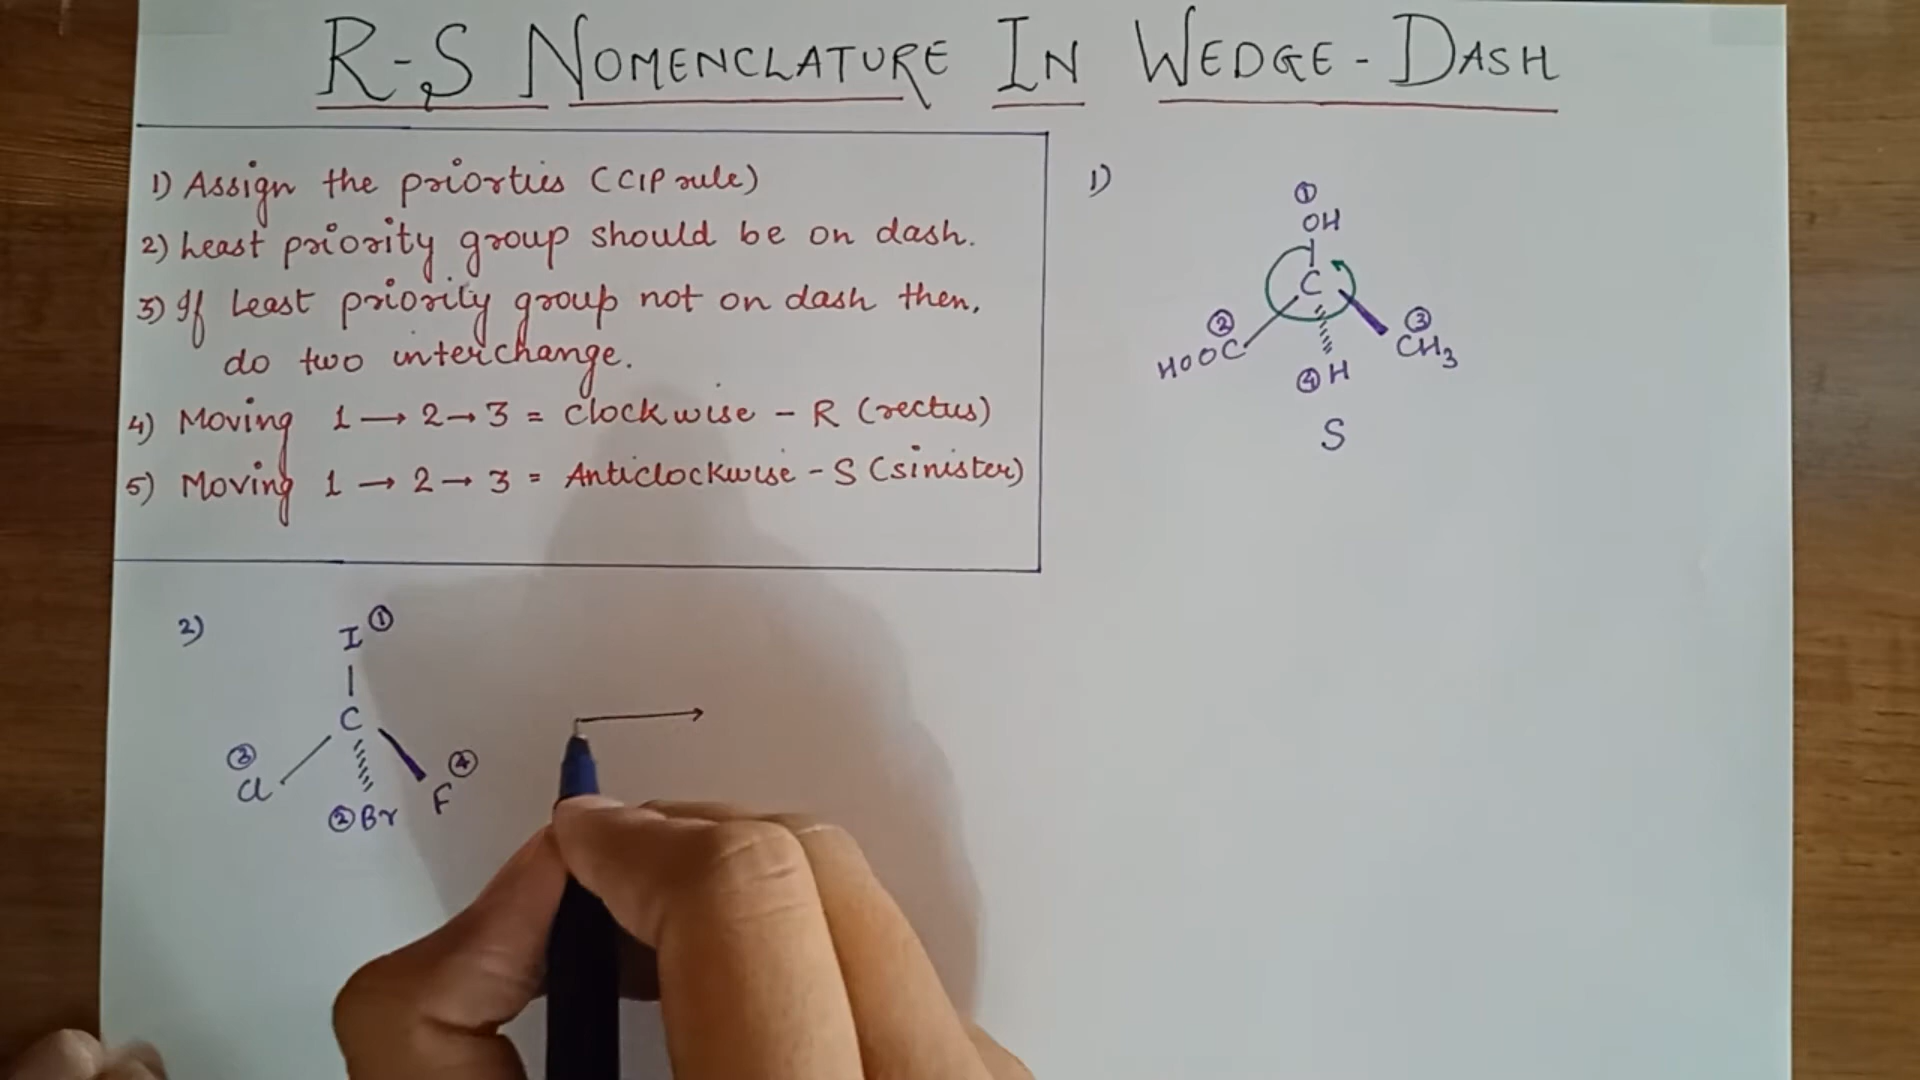 R-S NOMENCLATURE IN WEDGE-DASH
1) Assign the priorties (CIP rule)
2) Least priority group should be on dash.
3) If Least priority group not on dash then,
do two interchange.
4) Moving 1 → 2 → 3 = Clockwise - R (rectus)
5) Moving 1 → 2 → 3 = Anticlockwise - S (sinister)
1)
①
OH
C
② ③
HOOC CH3
④ H
S
2)
I ①
C
③ ④
Cl F
② Br